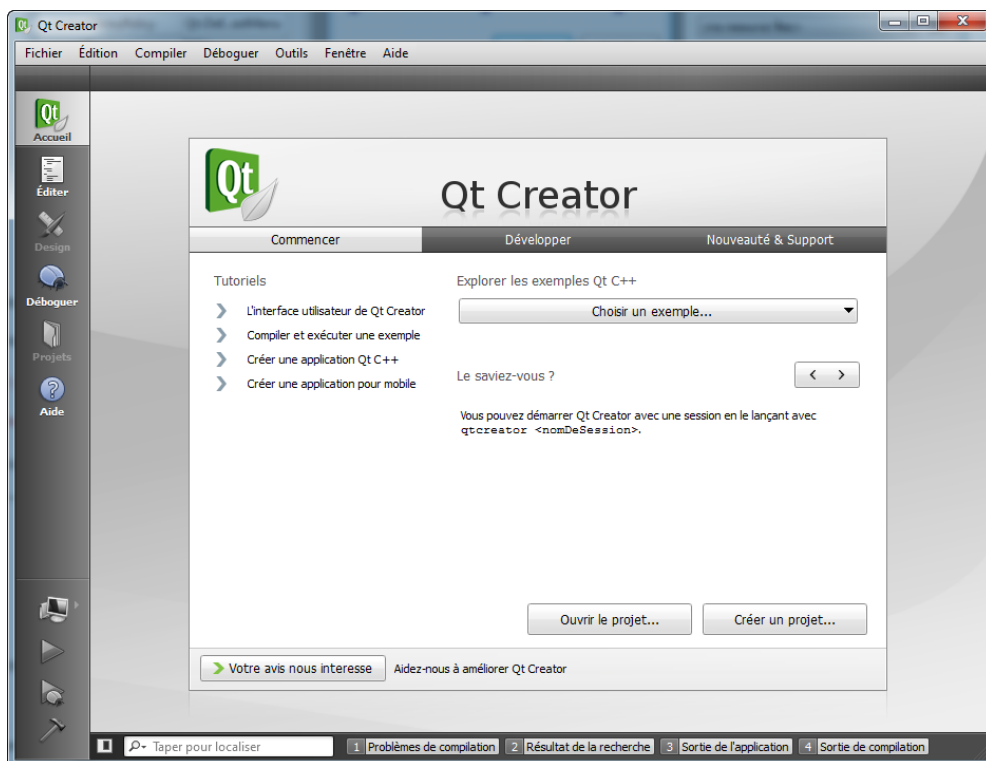 Qt Creator
Fichier Édition Compiler Déboguer Outils Fenêtre Aide
Qt
Accueil
Éditer
Design
Déboguer
Projets
Aide
Qt
Qt Creator
Commencer Développer Nouveauté & Support
Tutoriels
L'interface utilisateur de Qt Creator
Compiler et exécuter une exemple
Créer une application Qt C++
Créer une application pour mobile
Explorer les exemples Qt C++
Choisir un exemple...
Le saviez-vous ?
Vous pouvez démarrer Qt Creator avec une session en le lançant avec
qtcreator <nomDeSession>.
Ouvrir le projet... Créer un projet...
Votre avis nous interesse Aidez-nous à améliorer Qt Creator
Taper pour localiser 1 Problèmes de compilation 2 Résultat de la recherche 3 Sortie de l'application 4 Sortie de compilation